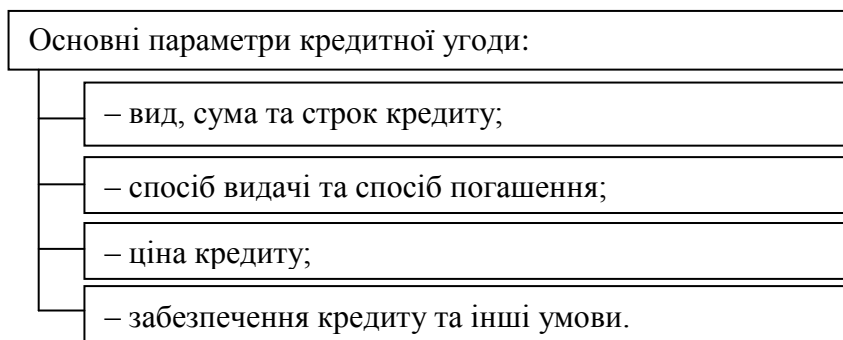 Основні параметри кредитної угоди:
– вид, сума та строк кредиту;
– спосіб видачі та спосіб погашення;
– ціна кредиту;
– забезпечення кредиту та інші умови.